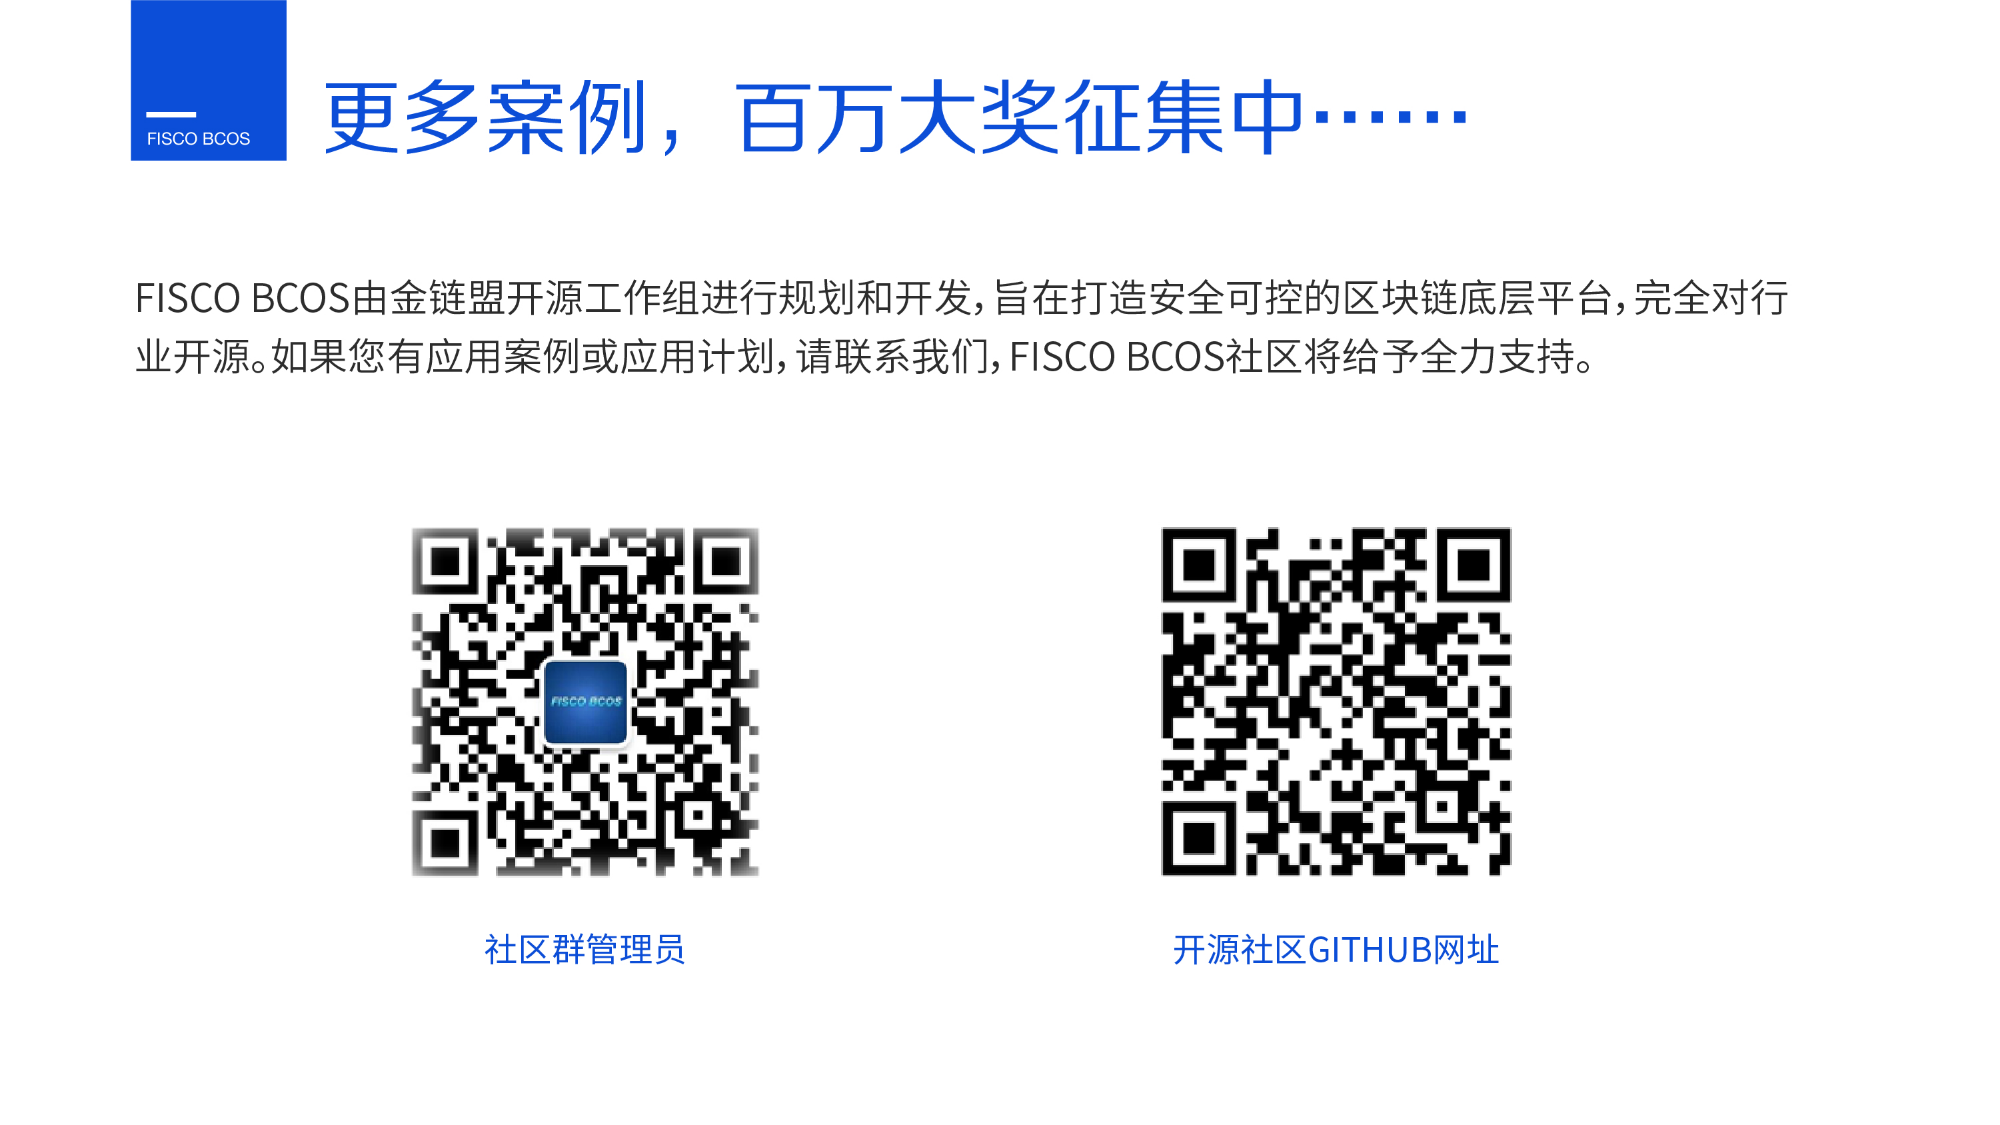 FISCO BCOS
更多案例，百万大奖征集中······
FISCO BCOS由金链盟开源工作组进行规划和开发，旨在打造安全可控的区块链底层平台，完全对行
业开源。如果您有应用案例或应用计划，请联系我们，FISCO BCOS社区将给予全力支持。
FISCO BCOS
社区群管理员
开源社区GITHUB网址